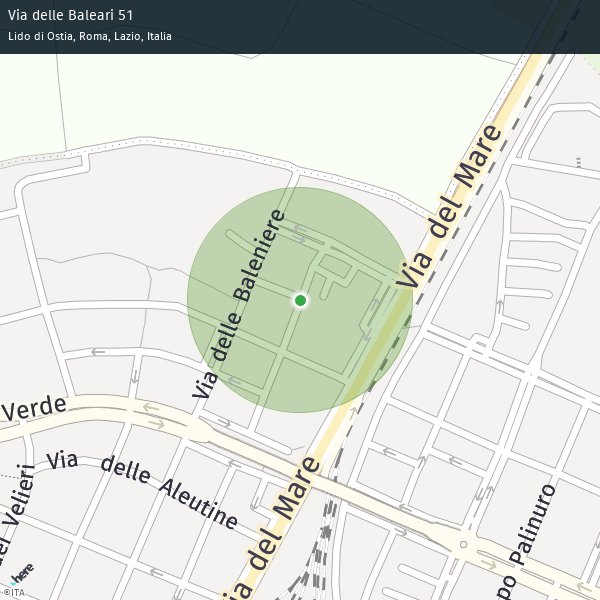 Via delle Baleari 51
Lido di Ostia, Roma, Lazio, Italia
Via del Mare
Via delle Baleniere
Verde
Via delle Aleutine
Velieri
Via del Mare
Palinuro
here
©ITA